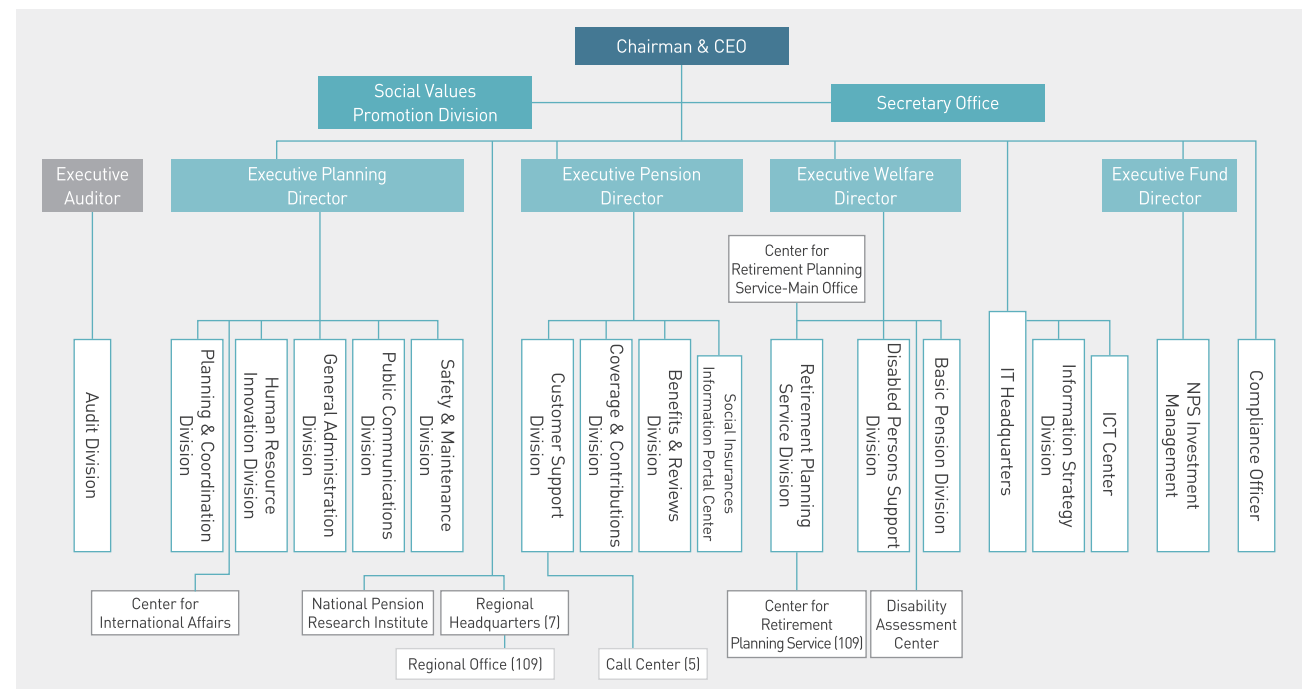 Chairman & CEO
Social Values
Promotion Division
Secretary Office
Executive
Auditor
Executive Planning
Director
Executive Pension
Director
Executive Welfare
Director
Executive Fund
Director
Center for
Retirement Planning
Service-Main Office
Audit Division
Planning & Coordination
Division
Human Resource
Innovation Division
General Administration
Division
Public Communications
Division
Safety & Maintenance
Division
Customer Support
Division
Coverage & Contributions
Division
Benefits & Reviews
Division
Social Insurances
Information Portal Center
Retirement Planning
Service Division
Disabled Persons Support
Division
Basic Pension Division
IT Headquarters
Information Strategy
Division
ICT Center
NPS Investment
Management
Compliance Officer
Center for
International Affairs
National Pension
Research Institute
Regional
Headquarters (7)
Regional Office (109)
Call Center (5)
Center for
Retirement
Planning Service (109)
Disability
Assessment
Center